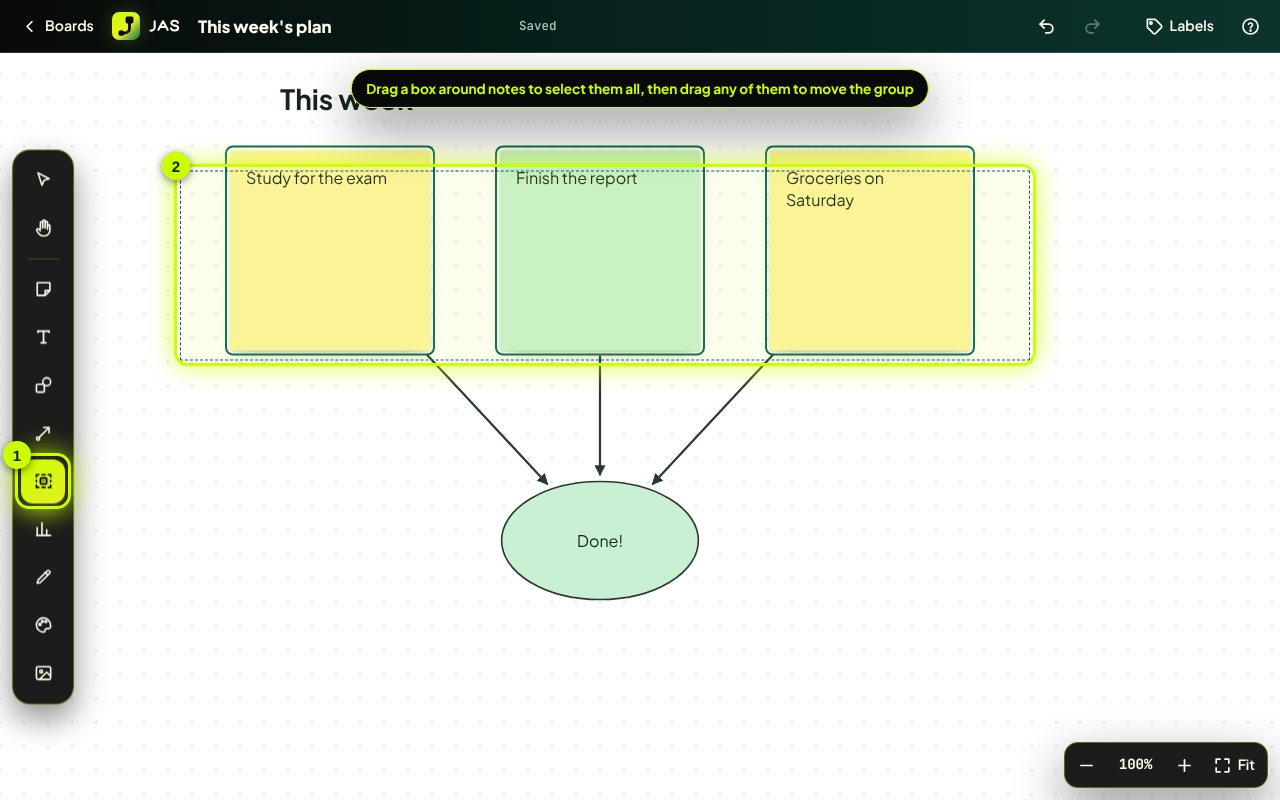 Boards
JAS
This week's plan
Saved
Labels
Drag a box around notes to select them all, then drag any of them to move the group
This week
2
Study for the exam
Finish the report
Groceries on
Saturday
1
Done!
100%
Fit